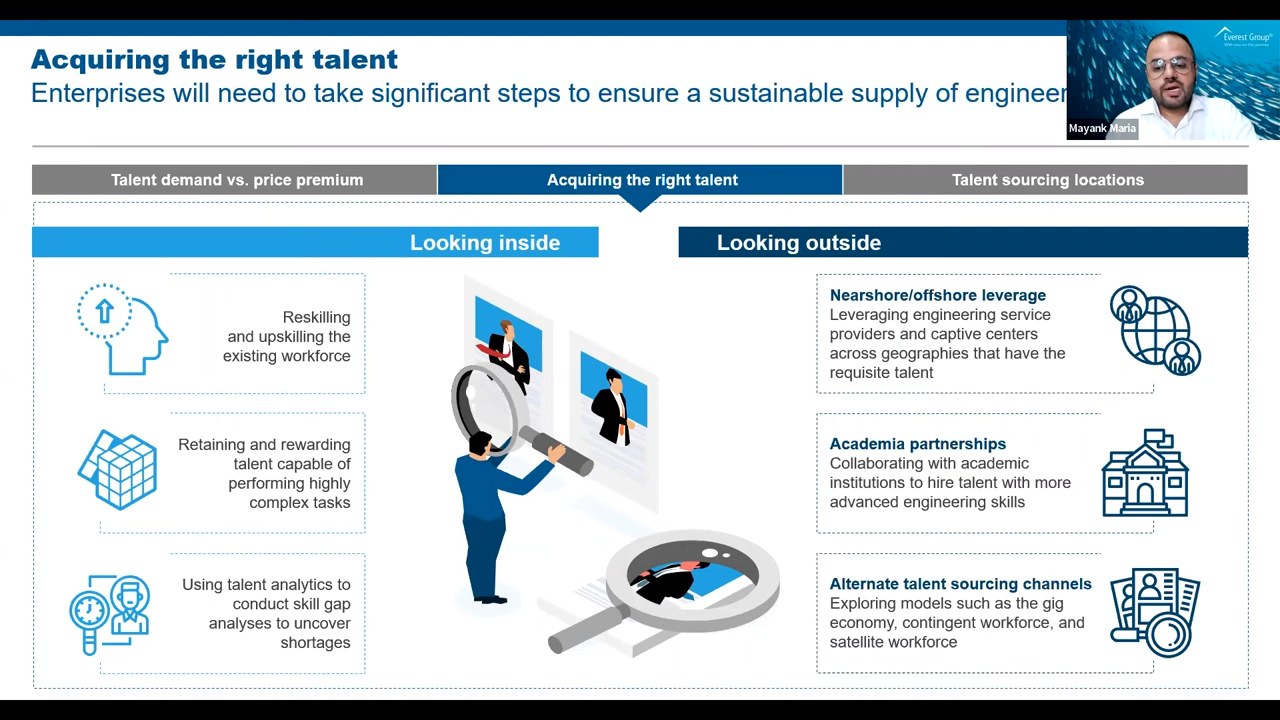 Acquiring the right talent
Enterprises will need to take significant steps to ensure a sustainable supply of engineer
Everest Group®
With you on the journey
Mayank Maria
Talent demand vs. price premium
Acquiring the right talent
Talent sourcing locations
Looking inside
Looking outside
Reskilling
and upskilling the
existing workforce
Retaining and rewarding
talent capable of
performing highly
complex tasks
Using talent analytics to
conduct skill gap
analyses to uncover
shortages
Nearshore/offshore leverage
Leveraging engineering service
providers and captive centers
across geographies that have the
requisite talent
Academia partnerships
Collaborating with academic
institutions to hire talent with more
advanced engineering skills
Alternate talent sourcing channels
Exploring models such as the gig
economy, contingent workforce, and
satellite workforce